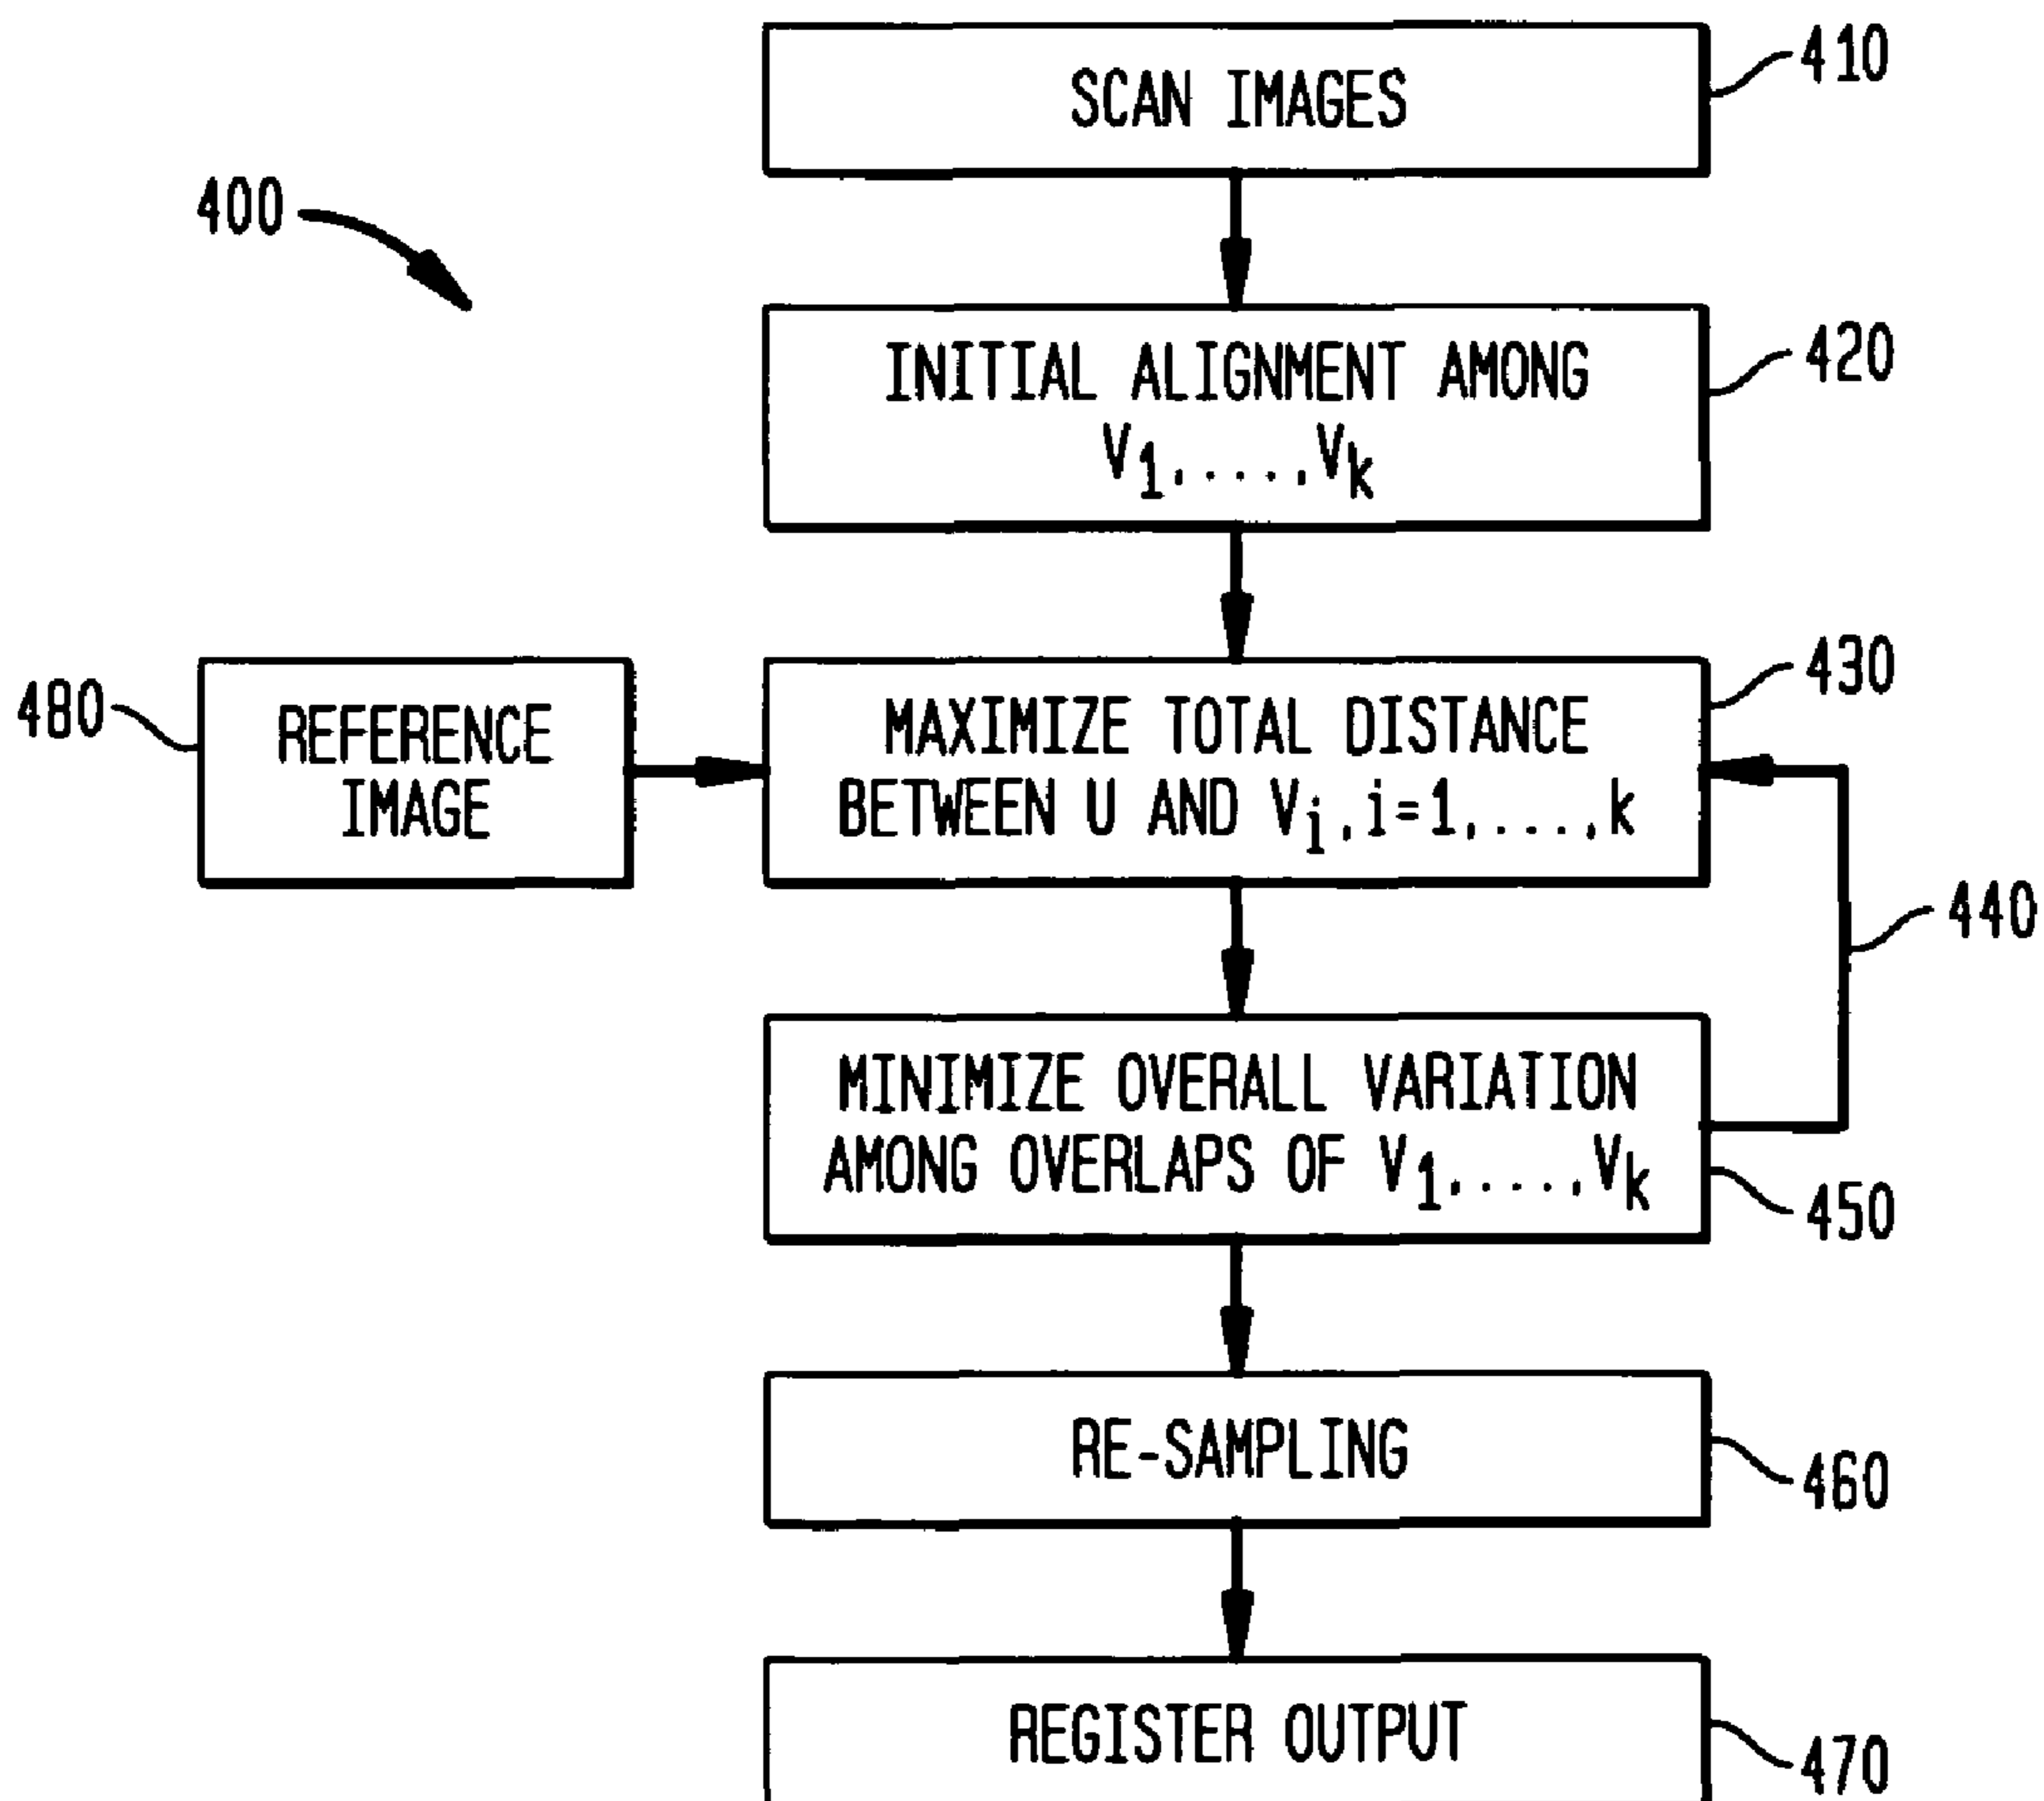 SCAN IMAGES
410
400
INITIAL ALIGNMENT AMONG
V1,....,Vk
420
480
REFERENCE
IMAGE
MAXIMIZE TOTAL DISTANCE
BETWEEN U AND Vi,i=1,...,k
430
440
MINIMIZE OVERALL VARIATION
AMONG OVERLAPS OF V1,....,Vk
450
RE-SAMPLING
460
REGISTER OUTPUT
470